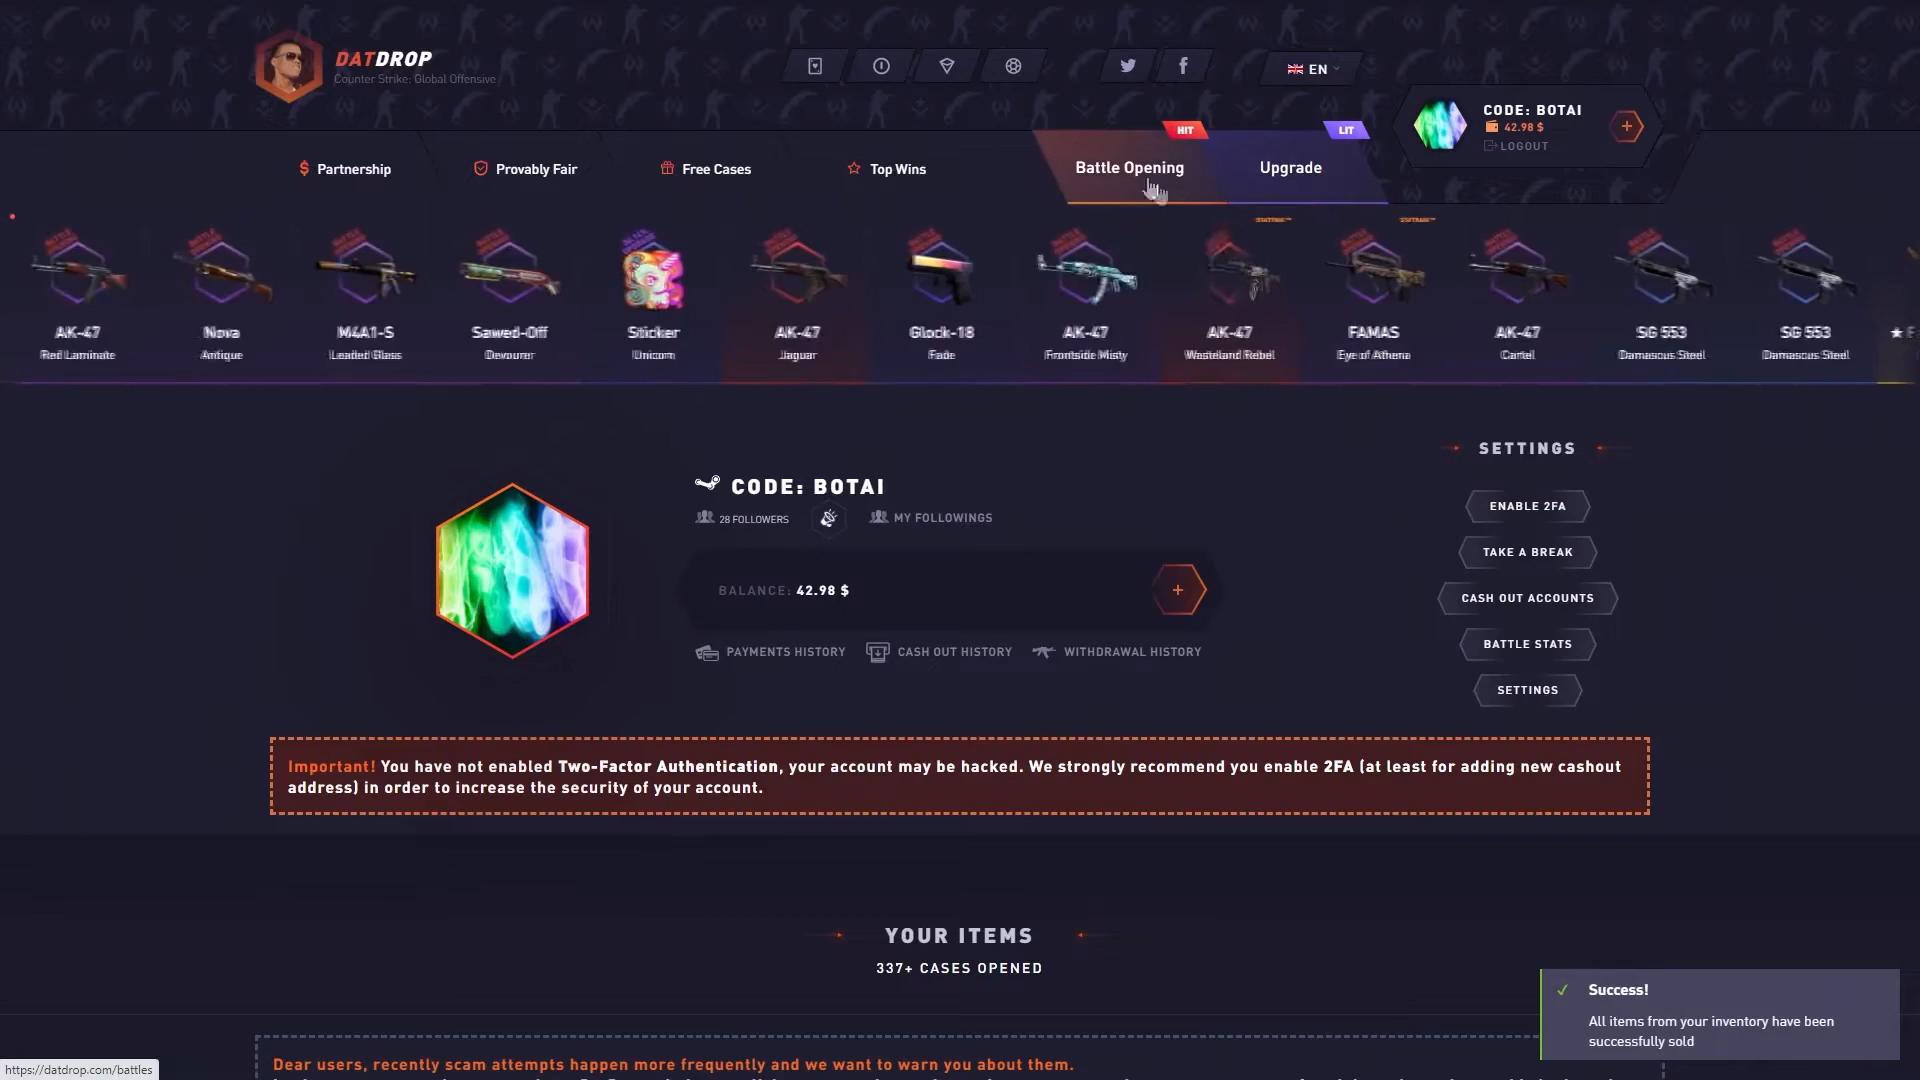 DATDROP
Counter Strike: Global Offensive
EN
CODE: BOTAI
42.98 $
LOGOUT
HIT
LIT
Partnership
Provably Fair
Free Cases
Top Wins
Battle Opening
Upgrade
AK-47
Red Laminate
Nova
Antique
M4A1-S
Leaded Glass
Sawed-Off
Devourer
Sticker
Unicorn
AK-47
Jaguar
Glock-18
Fade
AK-47
Frontside Misty
AK-47
Wasteland Rebel
FAMAS
Eye of Athena
AK-47
Cartel
SG 553
Damascus Steel
SG 553
Damascus Steel
CODE: BOTAI
28 FOLLOWERS
MY FOLLOWINGS
BALANCE: 42.98 $
PAYMENTS HISTORY
CASH OUT HISTORY
WITHDRAWAL HISTORY
SETTINGS
ENABLE 2FA
TAKE A BREAK
CASH OUT ACCOUNTS
BATTLE STATS
SETTINGS
Important! You have not enabled Two-Factor Authentication, your account may be hacked. We strongly recommend you enable 2FA (at least for adding new cashout
address) in order to increase the security of your account.
YOUR ITEMS
337+ CASES OPENED
Success!
All items from your inventory have been
successfully sold
Dear users, recently scam attempts happen more frequently and we want to warn you about them.
https://datdrop.com/battles